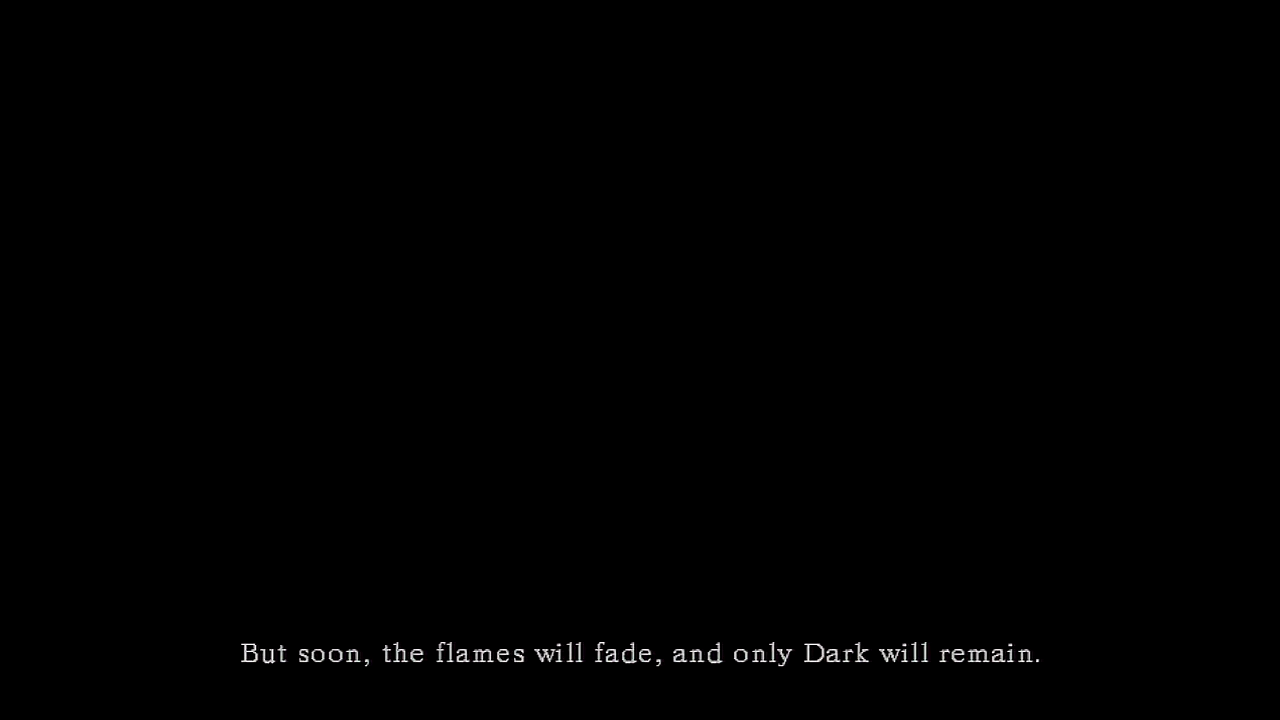 But soon, the flames will fade, and only Dark will remain.